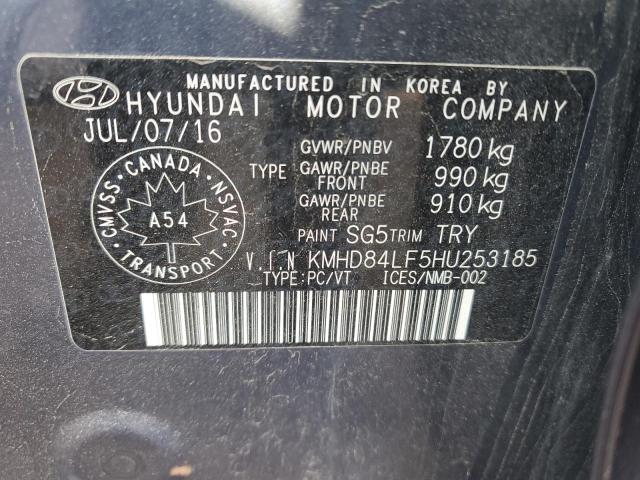 MANUFACTURED IN KOREA BY
HYUNDAI MOTOR COMPANY
JUL/07/16
GVWR/PNBV 1780 kg
TYPE GAWR/PNBE FRONT 990 kg
GAWR/PNBE REAR 910 kg
CMVSS · CANADA · NSVAC
A54
TRANSPORT
PAINT SG5 TRIM TRY
V.I.N KMHD84LF5HU253185
TYPE:PC/VT ICES/NMB-002